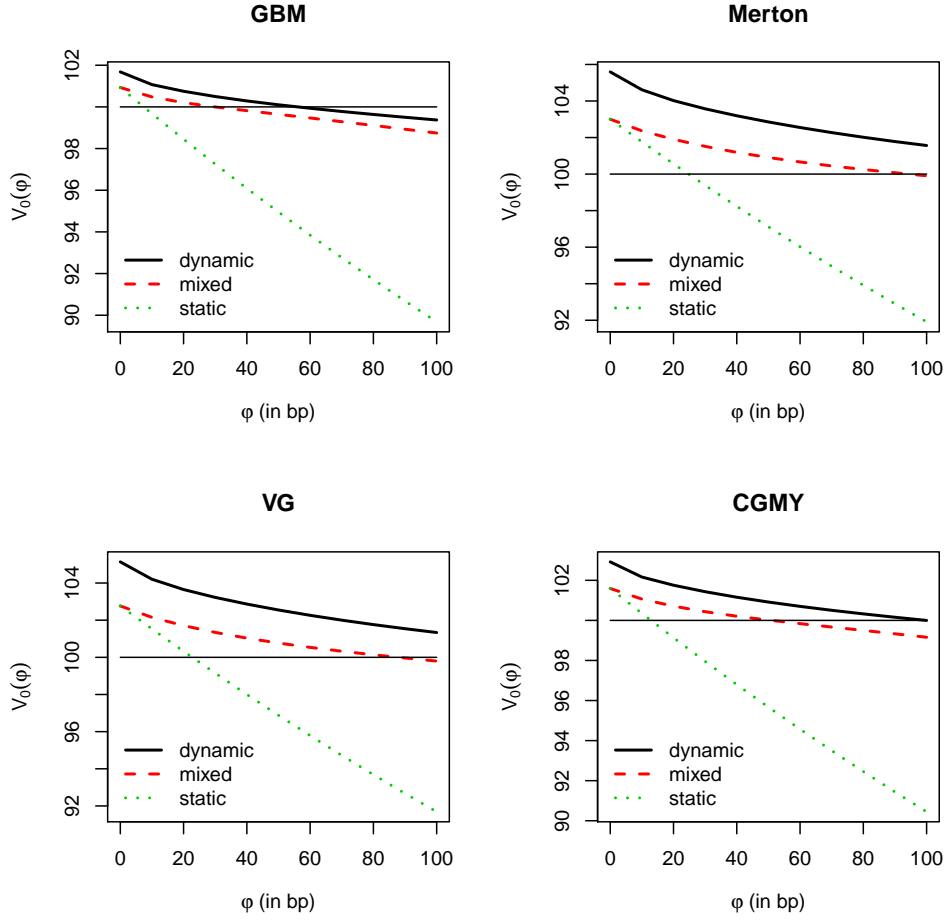 GBM
V₀(φ)
90 92 94 96 98 102
dynamic
mixed
static
0 20 40 60 80 100
φ (in bp)
Merton
V₀(φ)
92 96 100 104
dynamic
mixed
static
0 20 40 60 80 100
φ (in bp)
VG
V₀(φ)
92 96 100 104
dynamic
mixed
static
0 20 40 60 80 100
φ (in bp)
CGMY
V₀(φ)
90 92 94 96 98 102
dynamic
mixed
static
0 20 40 60 80 100
φ (in bp)